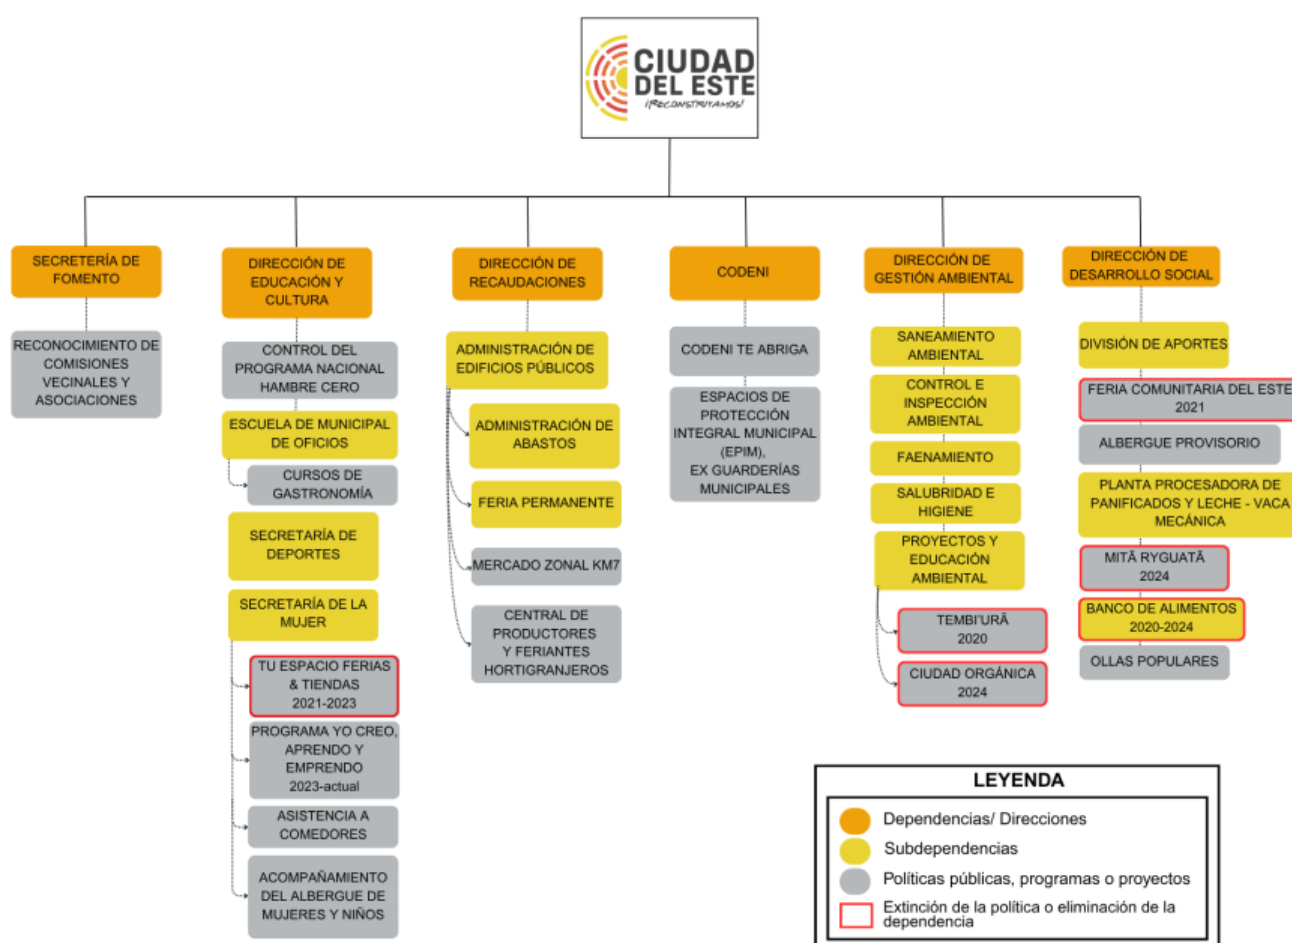 CIUDAD
DEL ESTE
¡RECONSTRUYAMOS!
SECRETERÍA DE
FOMENTO
RECONOCIMIENTO DE
COMISIONES
VECINALES Y
ASOCIACIONES
DIRECCIÓN DE
EDUCACIÓN Y
CULTURA
CONTROL DEL
PROGRAMA NACIONAL
HAMBRE CERO
ESCUELA DE MUNICIPAL
DE OFICIOS
CURSOS DE
GASTRONOMÍA
SECRETARÍA DE
DEPORTES
SECRETARÍA DE LA
MUJER
TU ESPACIO FERIAS
& TIENDAS
2021-2023
PROGRAMA YO CREO,
APRENDO Y
EMPRENDO
2023-actual
ASISTENCIA A
COMEDORES
ACOMPAÑAMIENTO
DEL ALBERGUE DE
MUJERES Y NIÑOS
DIRECCIÓN DE
RECAUDACIONES
ADMINISTRACIÓN DE
EDIFICIOS PÚBLICOS
ADMINISTRACIÓN DE
ABASTOS
FERIA PERMANENTE
MERCADO ZONAL KM7
CENTRAL DE
PRODUCTORES
Y FERIANTES
HORTIGRANJEROS
CODENI
CODENI TE ABRIGA
ESPACIOS DE
PROTECCIÓN
INTEGRAL MUNICIPAL
(EPIM),
EX GUARDERÍAS
MUNICIPALES
DIRECCIÓN DE
GESTIÓN AMBIENTAL
SANEAMIENTO
AMBIENTAL
CONTROL E
INSPECCIÓN
AMBIENTAL
FAENAMIENTO
SALUBRIDAD E
HIGIENE
PROYECTOS Y
EDUCACIÓN
AMBIENTAL
TEMBI'URÃ
2020
CIUDAD ORGÁNICA
2024
DIRECCIÓN DE
DESARROLLO SOCIAL
DIVISIÓN DE APORTES
FERIA COMUNITARIA DEL ESTE
2021
ALBERGUE PROVISORIO
PLANTA PROCESADORA DE
PANIFICADOS Y LECHE - VACA
MECÁNICA
MITÃ RYGUATÃ
2024
BANCO DE ALIMENTOS
2020-2024
OLLAS POPULARES
LEYENDA
Dependencias/ Direcciones
Subdependencias
Políticas públicas, programas o proyectos
Extinción de la política o eliminación de la
dependencia